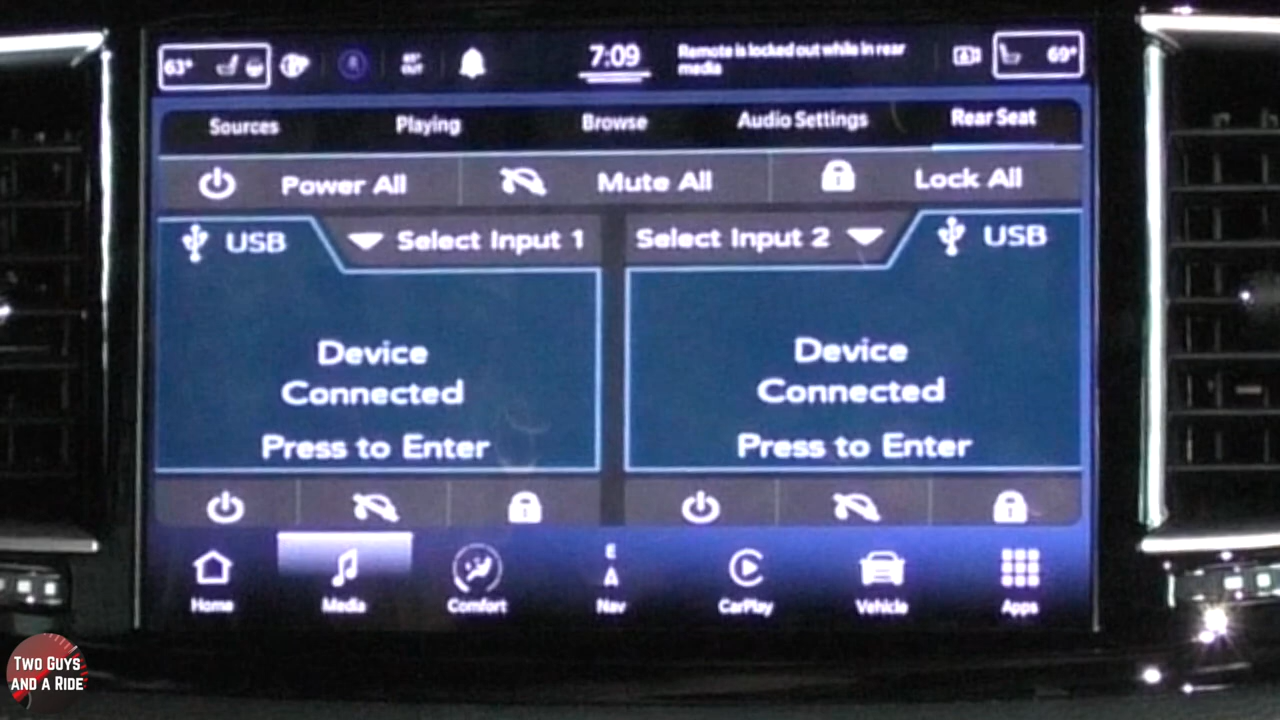 63°
OUT
7:09
Remote is locked out while in rear
media
69°
Sources
Playing
Browse
Audio Settings
Rear Seat
Power All
Mute All
Lock All
USB
Select Input 1
Select Input 2
USB
Device
Connected
Press to Enter
Device
Connected
Press to Enter
E
A
Home
Media
Comfort
Nav
CarPlay
Vehicle
Apps
TWO GUYS
AND A RIDE